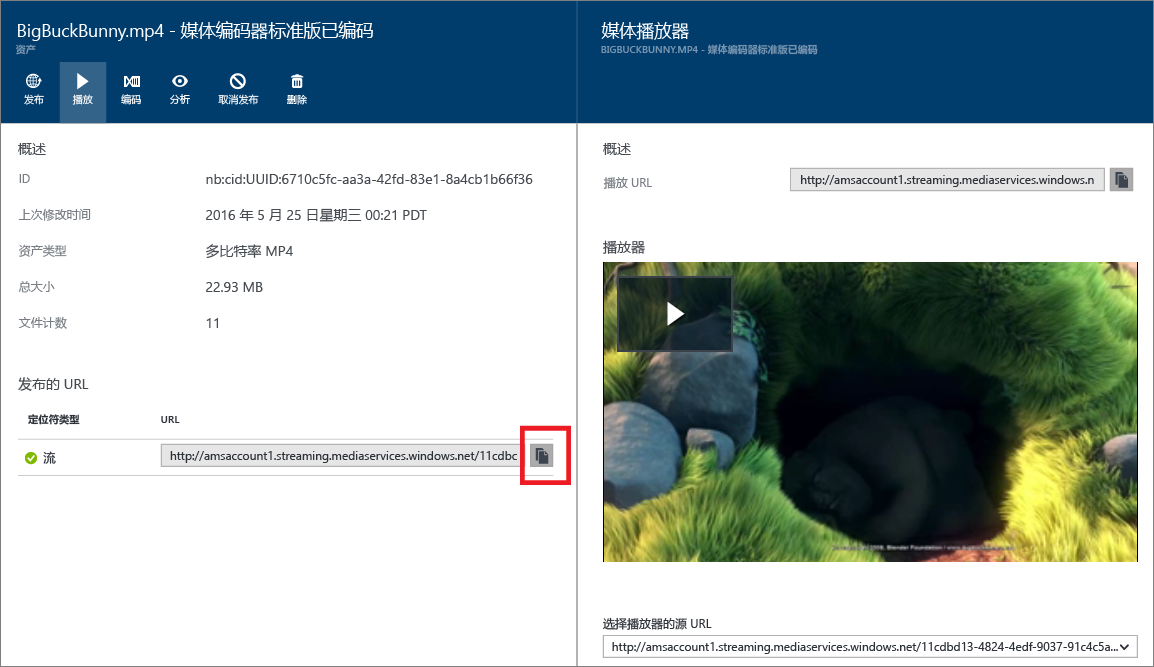 BigBuckBunny.mp4 - 媒体编码器标准版已编码
资产
发布
播放
编码
分析
取消发布
删除
概述
ID
nb:cid:UUID:6710c5fc-aa3a-42fd-83e1-8a4cb1b66f36
上次修改时间
2016 年 5 月 25 日星期三 00:21 PDT
资产类型
多比特率 MP4
总大小
22.93 MB
文件计数
11
发布的 URL
定位符类型
URL
流
http://amsaccount1.streaming.mediaservices.windows.net/11cdbc
媒体播放器
BIGBUCKBUNNY.MP4 - 媒体编码器标准版已编码
概述
播放 URL
http://amsaccount1.streaming.mediaservices.windows.n
播放器
2008, Blender Foundation / www.
选择播放器的源 URL
http://amsaccount1.streaming.mediaservices.windows.net/11cdbd13-4824-4edf-9037-91c4c5a...